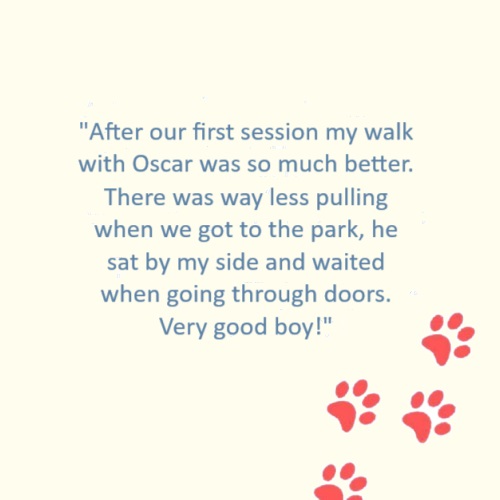 "After our first session my walk
with Oscar was so much better.
There was way less pulling
when we got to the park, he
sat by my side and waited
when going through doors.
Very good boy!"